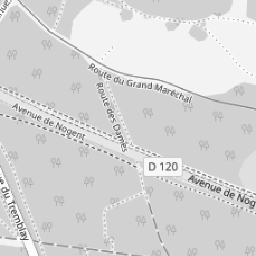 Route du Grand Maréchal
Route des Dames
Avenue de Nogent
D 120
Avenue de Nog
e du Tremblay